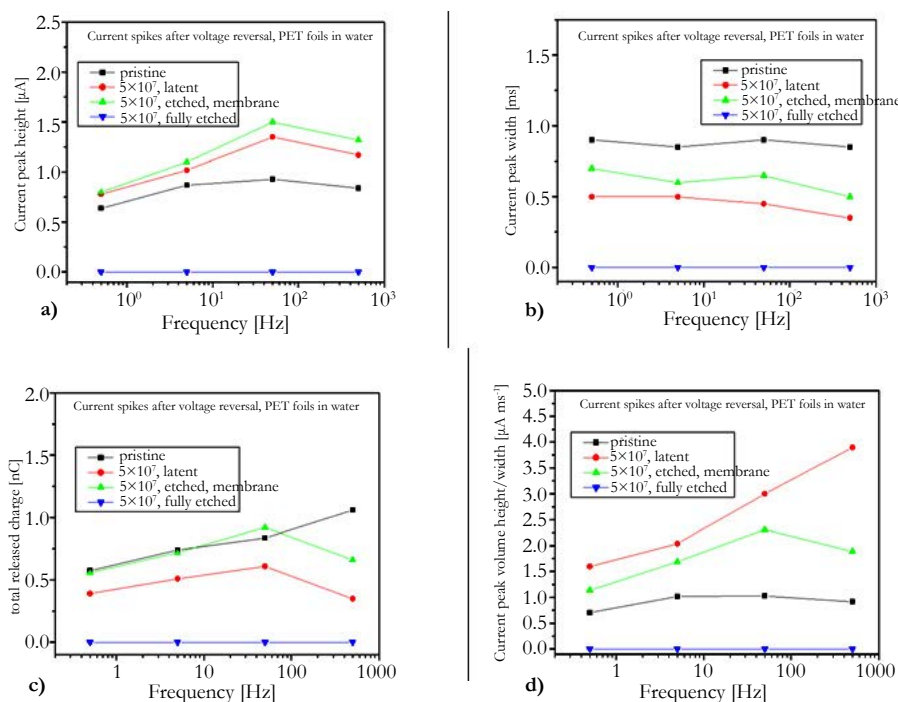 Current spikes after voltage reversal, PET foils in water
pristine
5×10⁷, latent
5×10⁷, etched, membrane
5×10⁷, fully etched
Current peak height [µA]
2.5
2.0
1.5
1.0
0.5
0.0
10⁰
10¹
10²
10³
Frequency [Hz]
a)
Current spikes after voltage reversal, PET foils in water
pristine
5×10⁷, latent
5×10⁷, etched, membrane
5×10⁷, fully etched
Current peak width [ms]
1.5
1.0
0.5
0.0
10⁰
10¹
10²
10³
Frequency [Hz]
b)
Current spikes after voltage reversal, PET foils in water
pristine
5×10⁷, latent
5×10⁷, etched, membrane
5×10⁷, fully etched
total released charge [nC]
2.0
1.5
1.0
0.5
0.0
1
10
100
1000
Frequency [Hz]
c)
Current spikes after voltage reversal, PET foils in water
pristine
5×10⁷, latent
5×10⁷, etched, membrane
5×10⁷, fully etched
Current peak volume height/width [µA ms⁻¹]
5.0
4.5
4.0
3.5
3.0
2.5
2.0
1.5
1.0
0.5
0.0
1
10
100
1000
Frequency [Hz]
d)